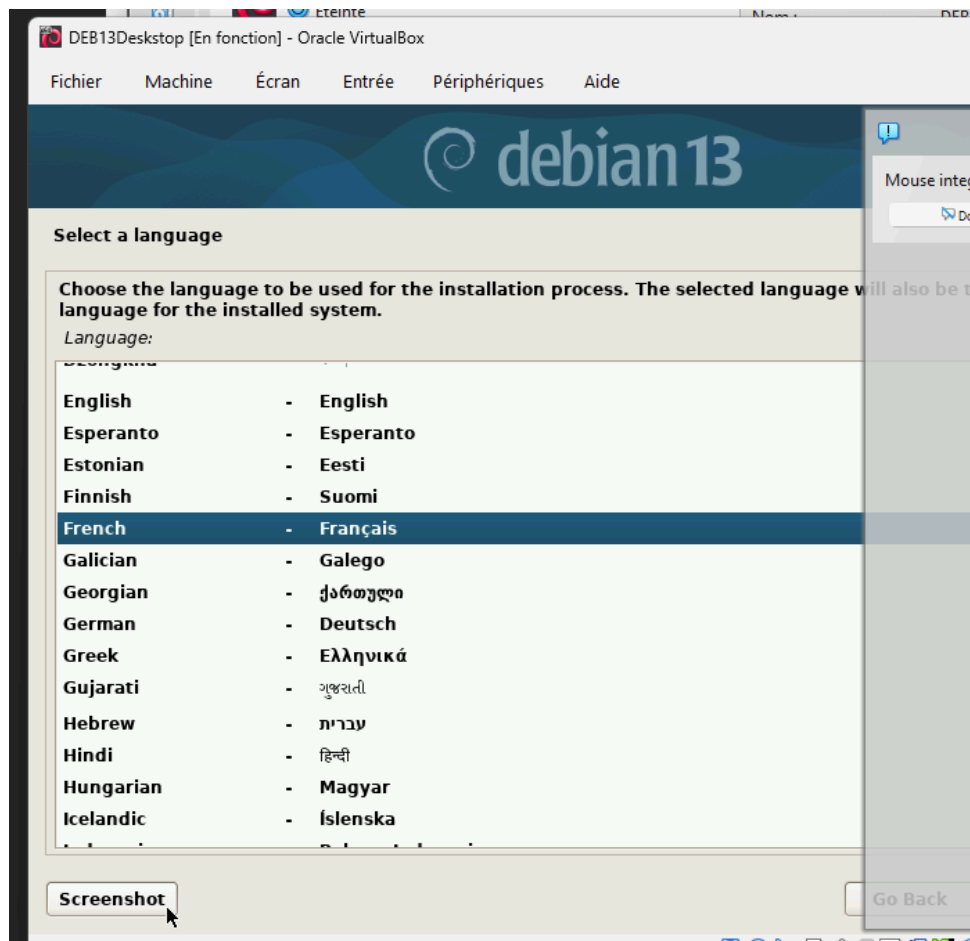 Éteinte
Nom :
DEB13Deskstop [En fonction] - Oracle VirtualBox
Fichier Machine Écran Entrée Périphériques Aide
debian 13
Mouse integ
Select a language
Choose the language to be used for the installation process. The selected language will also be t
language for the installed system.
Language:
English - English
Esperanto - Esperanto
Estonian - Eesti
Finnish - Suomi
French - Français
Galician - Galego
Georgian - ქართული
German - Deutsch
Greek - Ελληνικά
Gujarati - ગુજરાતી
Hebrew - עברית
Hindi - हिन्दी
Hungarian - Magyar
Icelandic - Íslenska
Screenshot Go Back